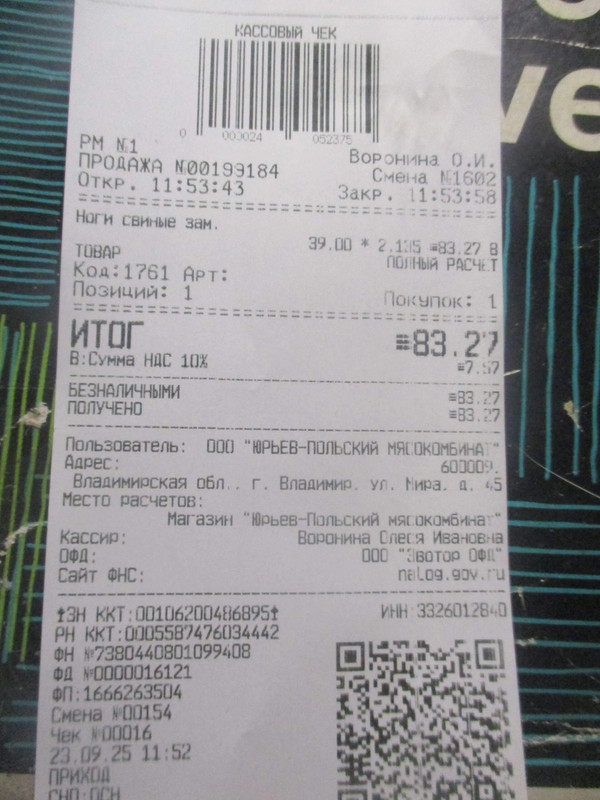 ve
КАССОВЫЙ ЧЕК
0 000024 052375
РМ №1 Воронина О.И.
ПРОДАЖА №00199184 Смена №1602
Откр. 11:53:43 Закр. 11:53:58
Ноги свиные зам.
39.00 * 2.135 =83.27 В
ТОВАР ПОЛНЫЙ РАСЧЕТ
Код:1761 Арт:
Позиций: 1 Покупок: 1
ИТОГ =83.27
В:Сумма НДС 10% =7.57
БЕЗНАЛИЧНЫМИ =83.27
ПОЛУЧЕНО =83.27
Пользователь: ООО "ЮРЬЕВ-ПОЛЬСКИЙ МЯСОКОМБИНАТ"
Адрес: 600009,
Владимирская обл., г. Владимир, ул. Мира, д. 45
Место расчетов:
Магазин "Юрьев-Польский мясокомбинат"
Кассир: Воронина Олеся Ивановна
ОФД: ООО "Эвотор ОФД"
Сайт ФНС: nalog.gov.ru
ЗН ККТ:00106200486895 ИНН:3326012840
РН ККТ:0005587476034442
ФН №7380440801099408
ФД №0000016121
ФП:1666263504
Смена №00154
Чек №00016
23.09.25 11:52
ПРИХОД
СНО:ОСН